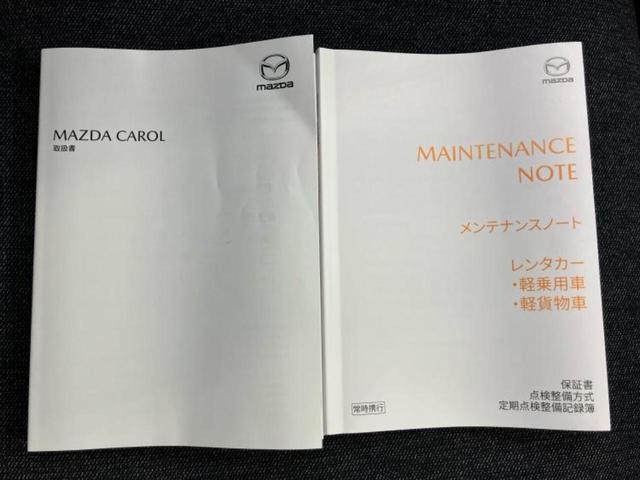 mazda
MAZDA CAROL
取扱書
mazda
MAINTENANCE
NOTE
メンテナンスノート
レンタカー
・軽乗用車
・軽貨物車
保証書
点検整備方式
定期点検整備記録簿
常時携行